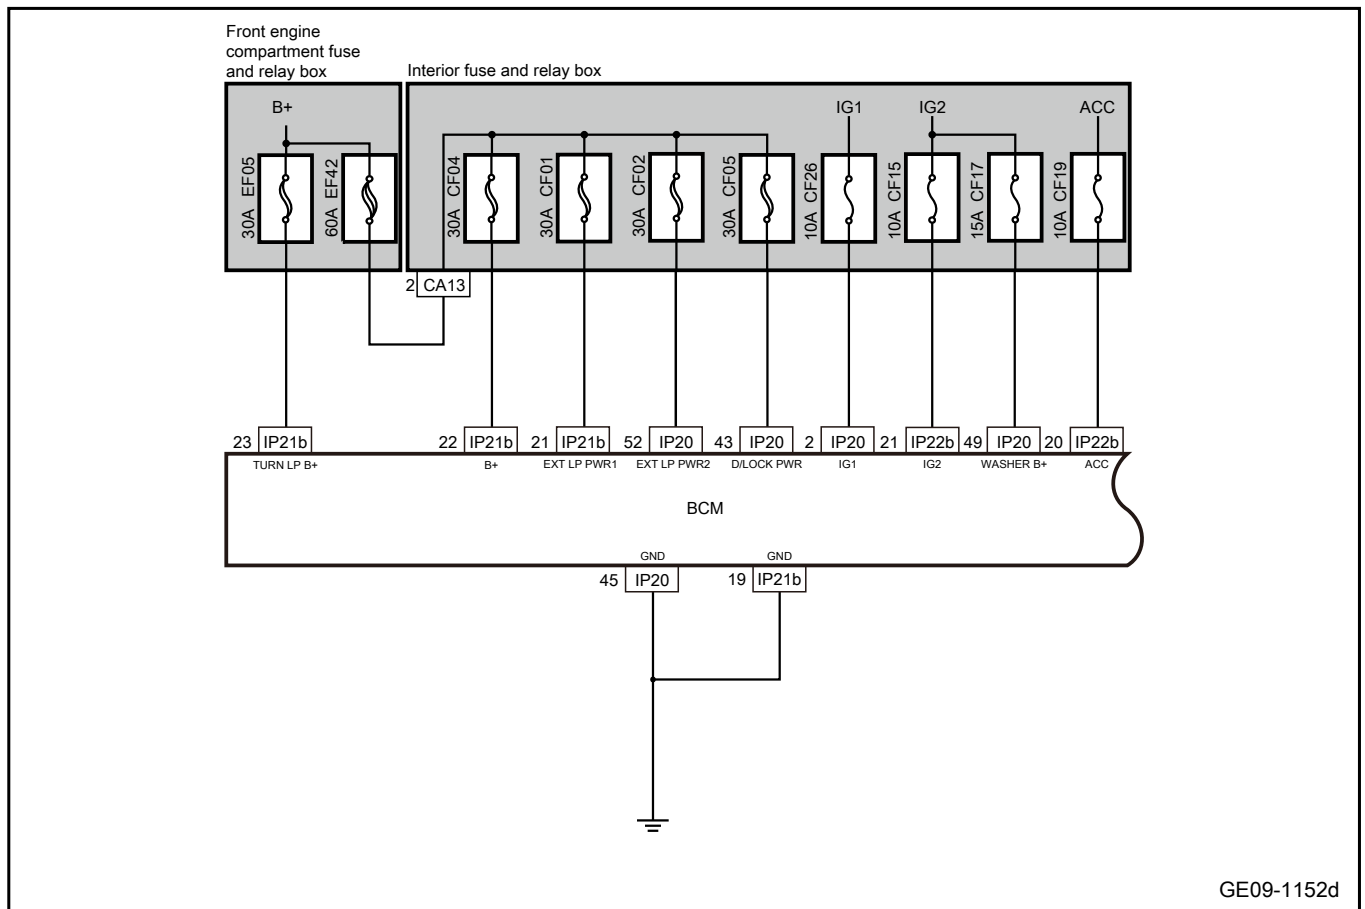 Front engine
compartment fuse
and relay box
Interior fuse and relay box
B+
IG1
IG2
ACC
30A EF05
60A EF42
30A CF04
30A CF01
30A CF02
30A CF05
10A CF26
10A CF15
15A CF17
10A CF19
2 CA13
23 IP21b
22 IP21b
21 IP21b
52 IP20
43 IP20
2 IP20
21 IP22b
49 IP20
20 IP22b
TURN LP B+
B+
EXT LP PWR1
EXT LP PWR2
D/LOCK PWR
IG1
IG2
WASHER B+
ACC
BCM
GND
GND
45 IP20
19 IP21b
GE09-1152d